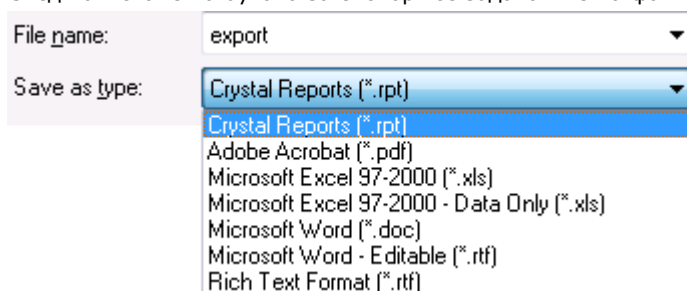 File name: export
Save as type: Crystal Reports (*.rpt)
Crystal Reports (*.rpt)
Adobe Acrobat (*.pdf)
Microsoft Excel 97-2000 (*.xls)
Microsoft Excel 97-2000 - Data Only (*.xls)
Microsoft Word (*.doc)
Microsoft Word - Editable (*.rtf)
Rich Text Format (*.rtf)